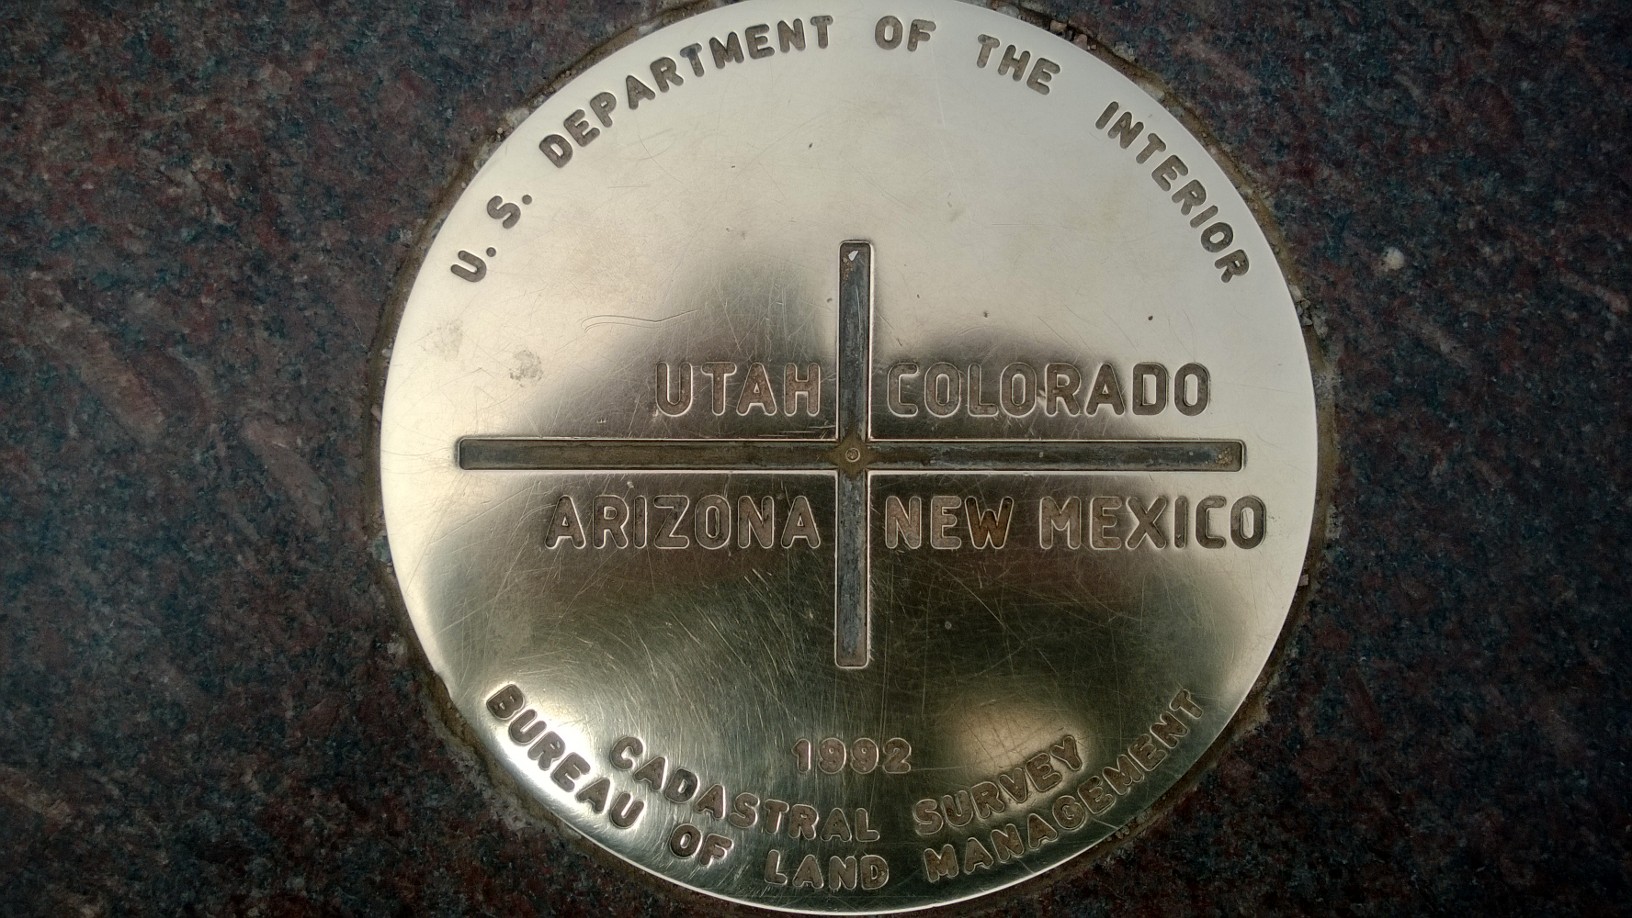 U.S. DEPARTMENT OF THE INTERIOR
UTAH COLORADO
ARIZONA NEW MEXICO
1992
CADASTRAL SURVEY
BUREAU OF LAND MANAGEMENT